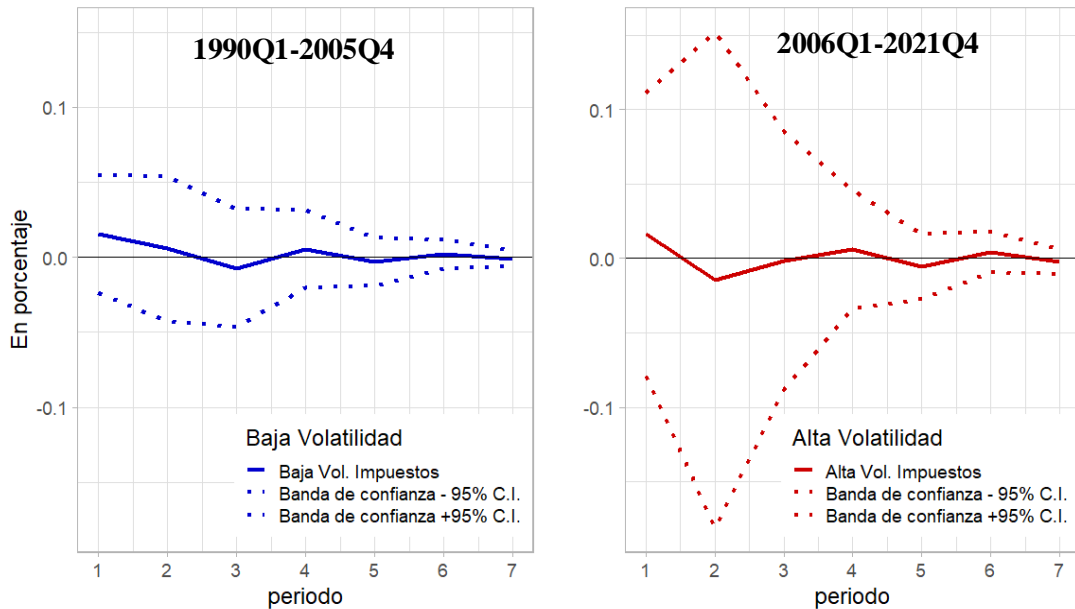 1990Q1-2005Q4
En porcentaje
0.1
0.0
-0.1
Baja Volatilidad
Baja Vol. Impuestos
Banda de confianza - 95% C.I.
Banda de confianza +95% C.I.
1 2 3 4 5 6 7
periodo
2006Q1-2021Q4
0.1
0.0
-0.1
Alta Volatilidad
Alta Vol. Impuestos
Banda de confianza - 95% C.I.
Banda de confianza +95% C.I.
1 2 3 4 5 6 7
periodo